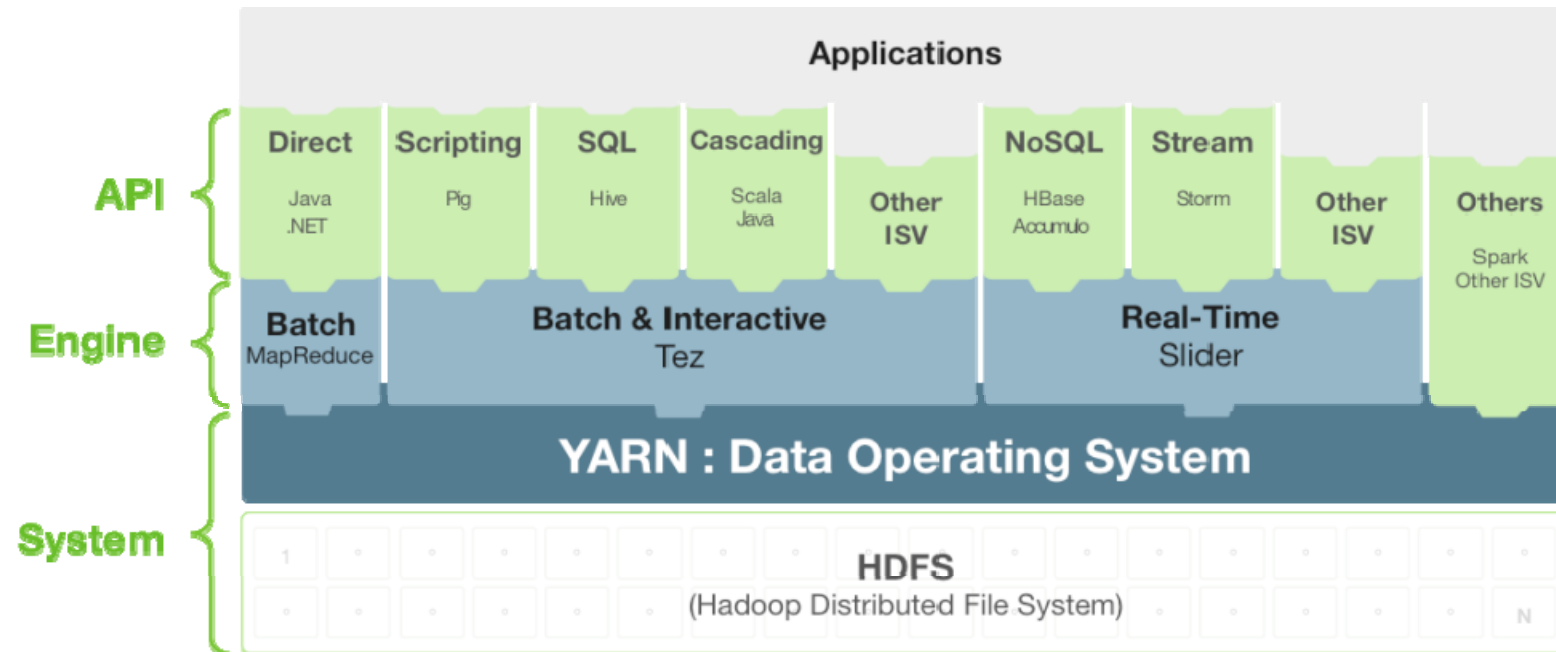 Applications
API
Direct
Java
.NET
Scripting
Pig
SQL
Hive
Cascading
Scala
Java
Other
ISV
NoSQL
HBase
Accumulo
Stream
Storm
Other
ISV
Others
Spark
Other ISV
Engine
Batch
MapReduce
Batch & Interactive
Tez
Real-Time
Slider
YARN : Data Operating System
System
1
HDFS
(Hadoop Distributed File System)
N